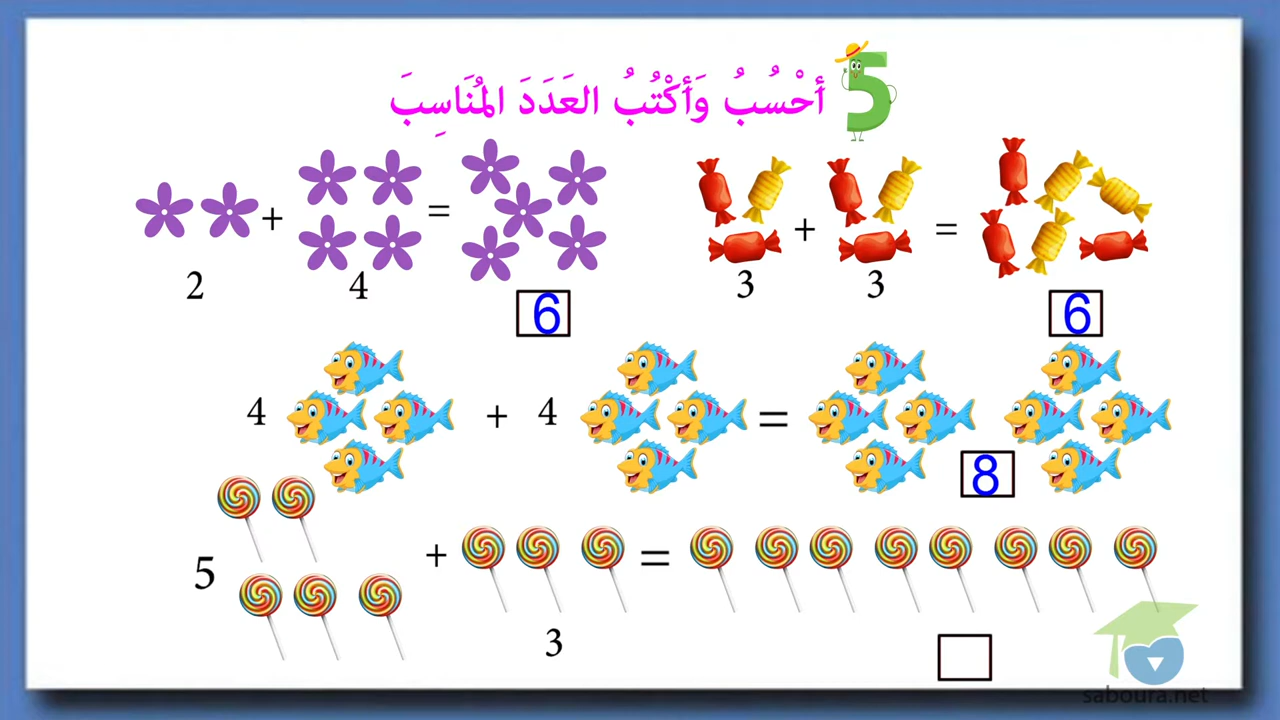 5 أَحْسُبُ وَأَكْتُبُ العَدَدَ المُنَاسِبَ
+ = + =
2 4 3 3
6 6
4 + 4 =
8
5 + =
3
saboura.net